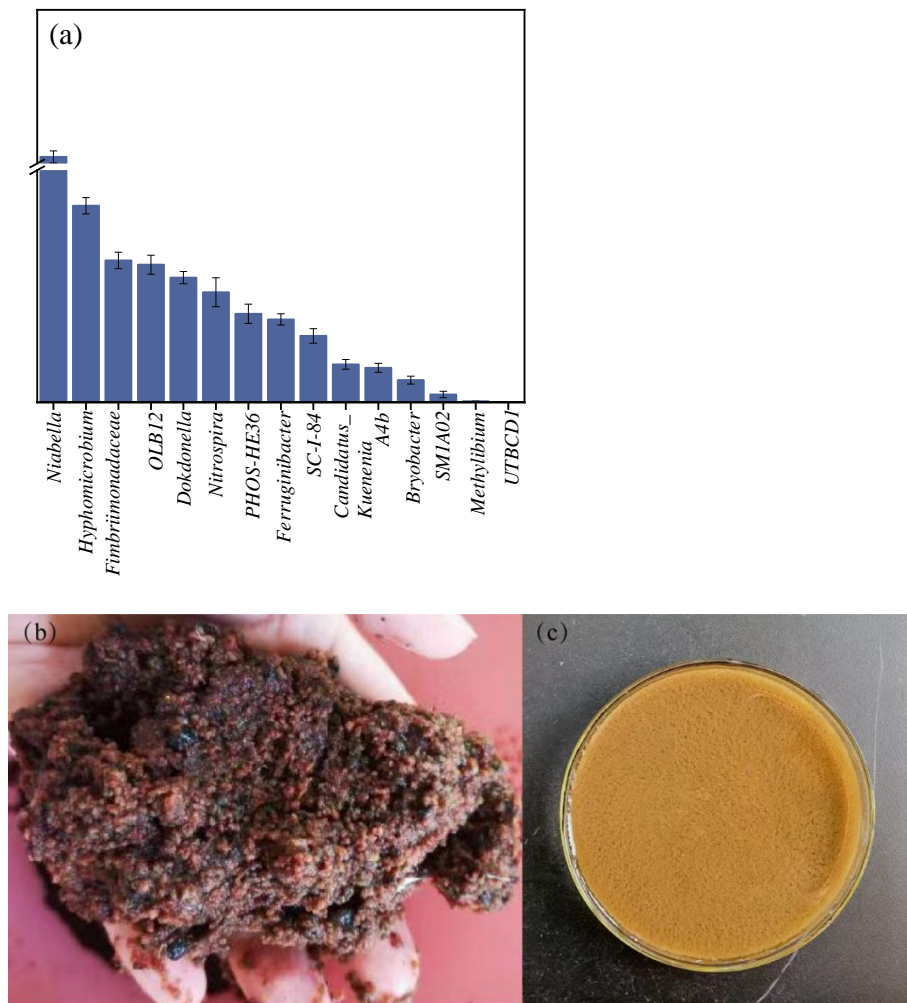 (a)
Niabella
Hyphomicrobium
Fimbriimonadaceae
OLB12
Dokdonella
Nitrospira
PHOS-HE36
Ferruginibacter
SC-I-84
Candidatus_
Kuenenia
A4b
Bryobacter
SM1A02
Methylibium
UTBCD1
(b)
(c)